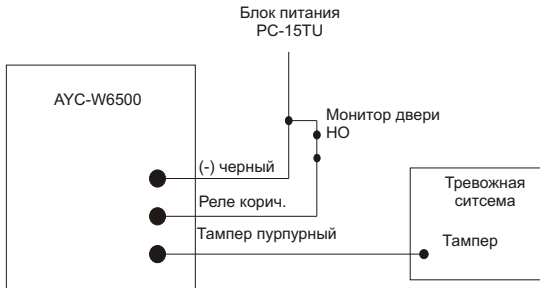 Блок питания
PC-15TU
AYC-W6500
Монитор двери
НО
(-) черный
Реле корич.
Тампер пурпурный
Тревожная
ситсема
Тампер